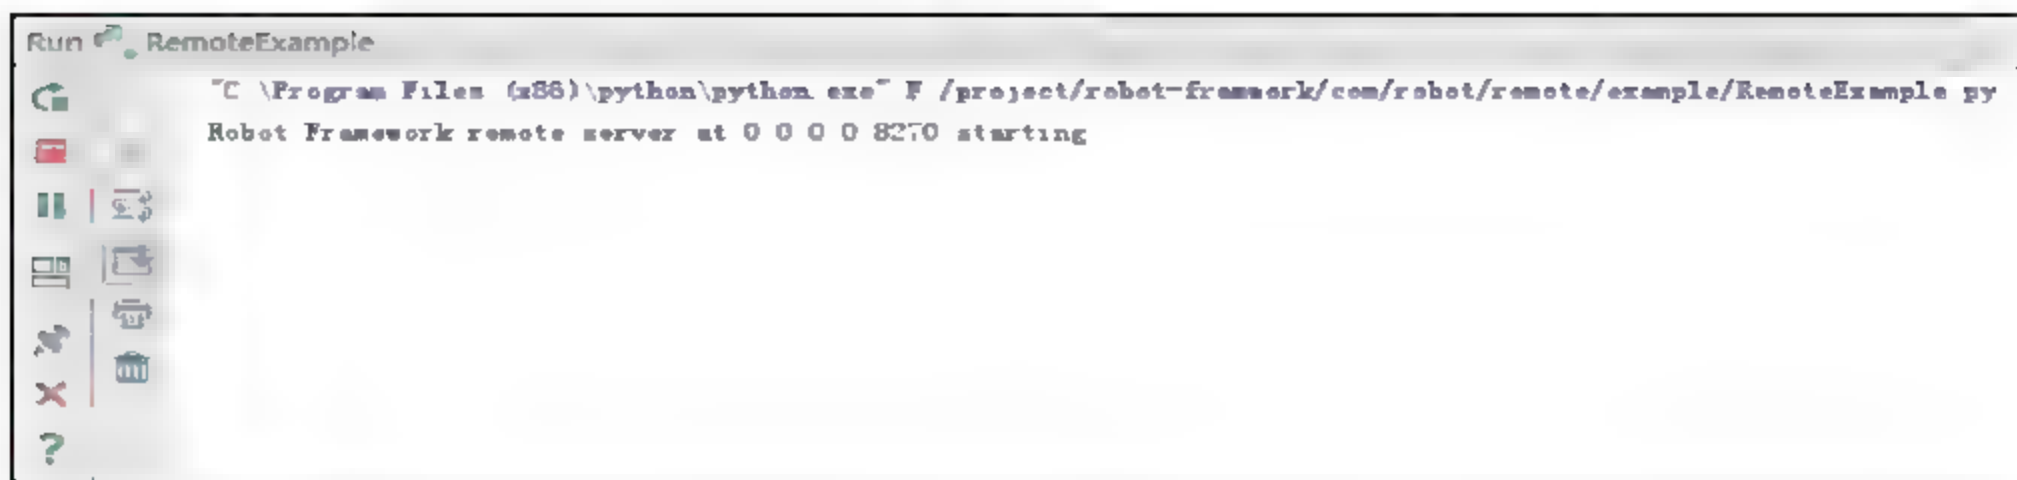 Run RemoteExample
"C:\Program Files (x86)\python\python.exe" F:/project/robot-framwork/com/robot/remote/example/RemoteExample.py
Robot Framework remote server at 0.0.0.0:8270 starting.